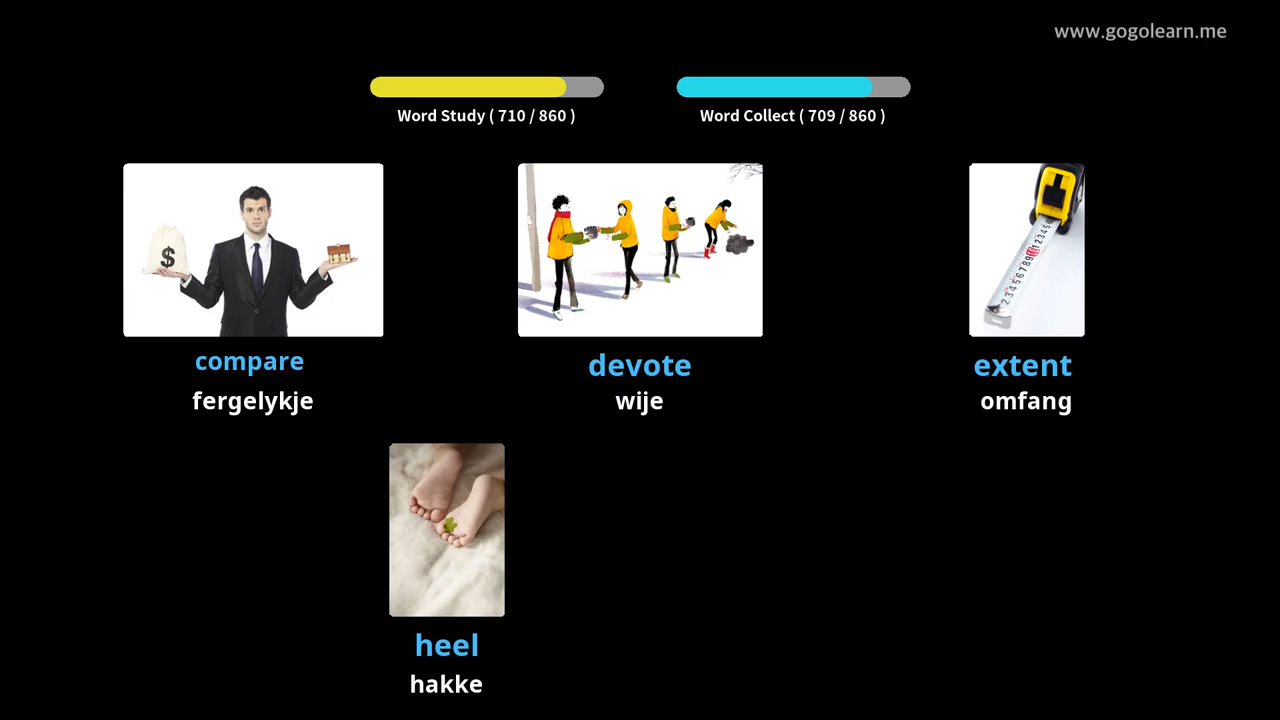 www.gogolearn.me
Word Study ( 710 / 860 )
Word Collect ( 709 / 860 )
$
compare
devote
extent
fergelykje
wije
omfang
heel
hakke